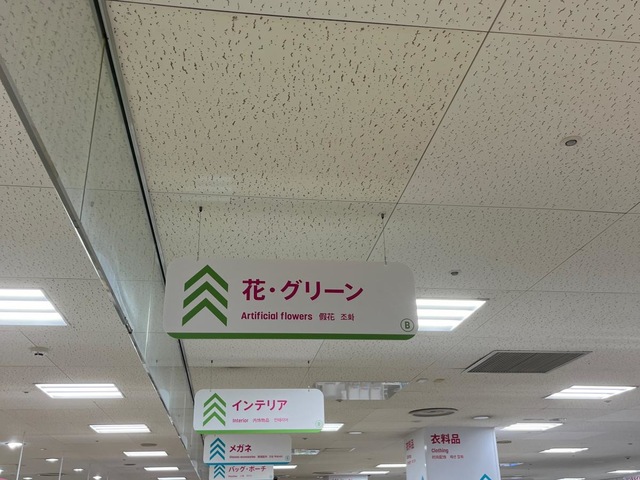 花・グリーン
Artificial flowers 假花 조화
B
インテリア
Interior
メガネ
バッグ・ポーチ
衣料品
Clothing